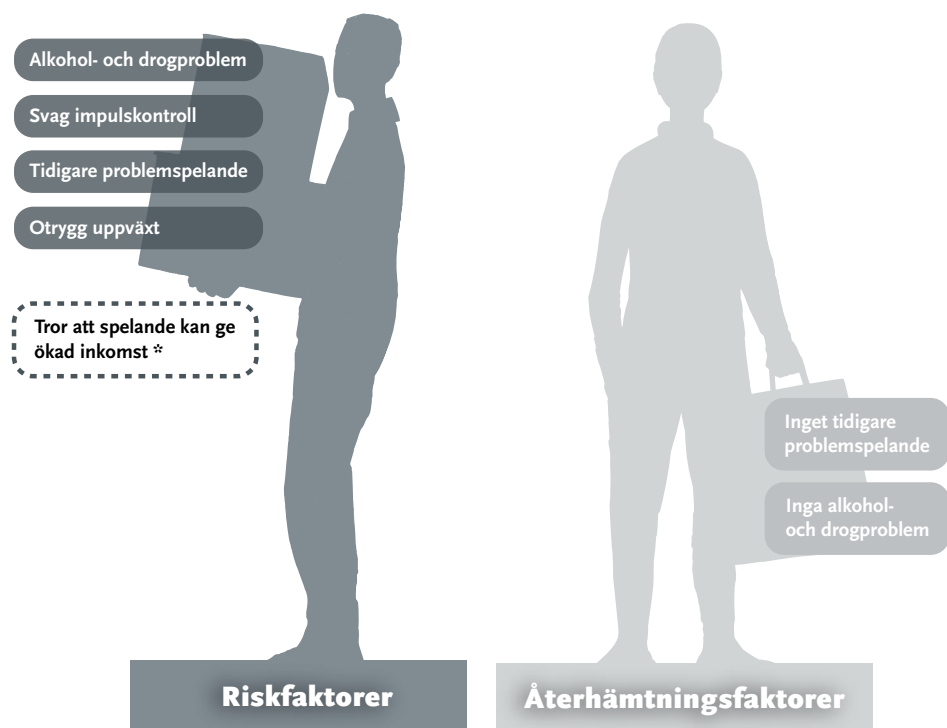 Alkohol- och drogproblem
Svag impulskontroll
Tidigare problemspelande
Otrygg uppväxt
Tror att spelande kan ge
ökad inkomst *
Inget tidigare
problemspelande
Inga alkohol-
och drogproblem
Riskfaktorer
Återhämtningsfaktorer